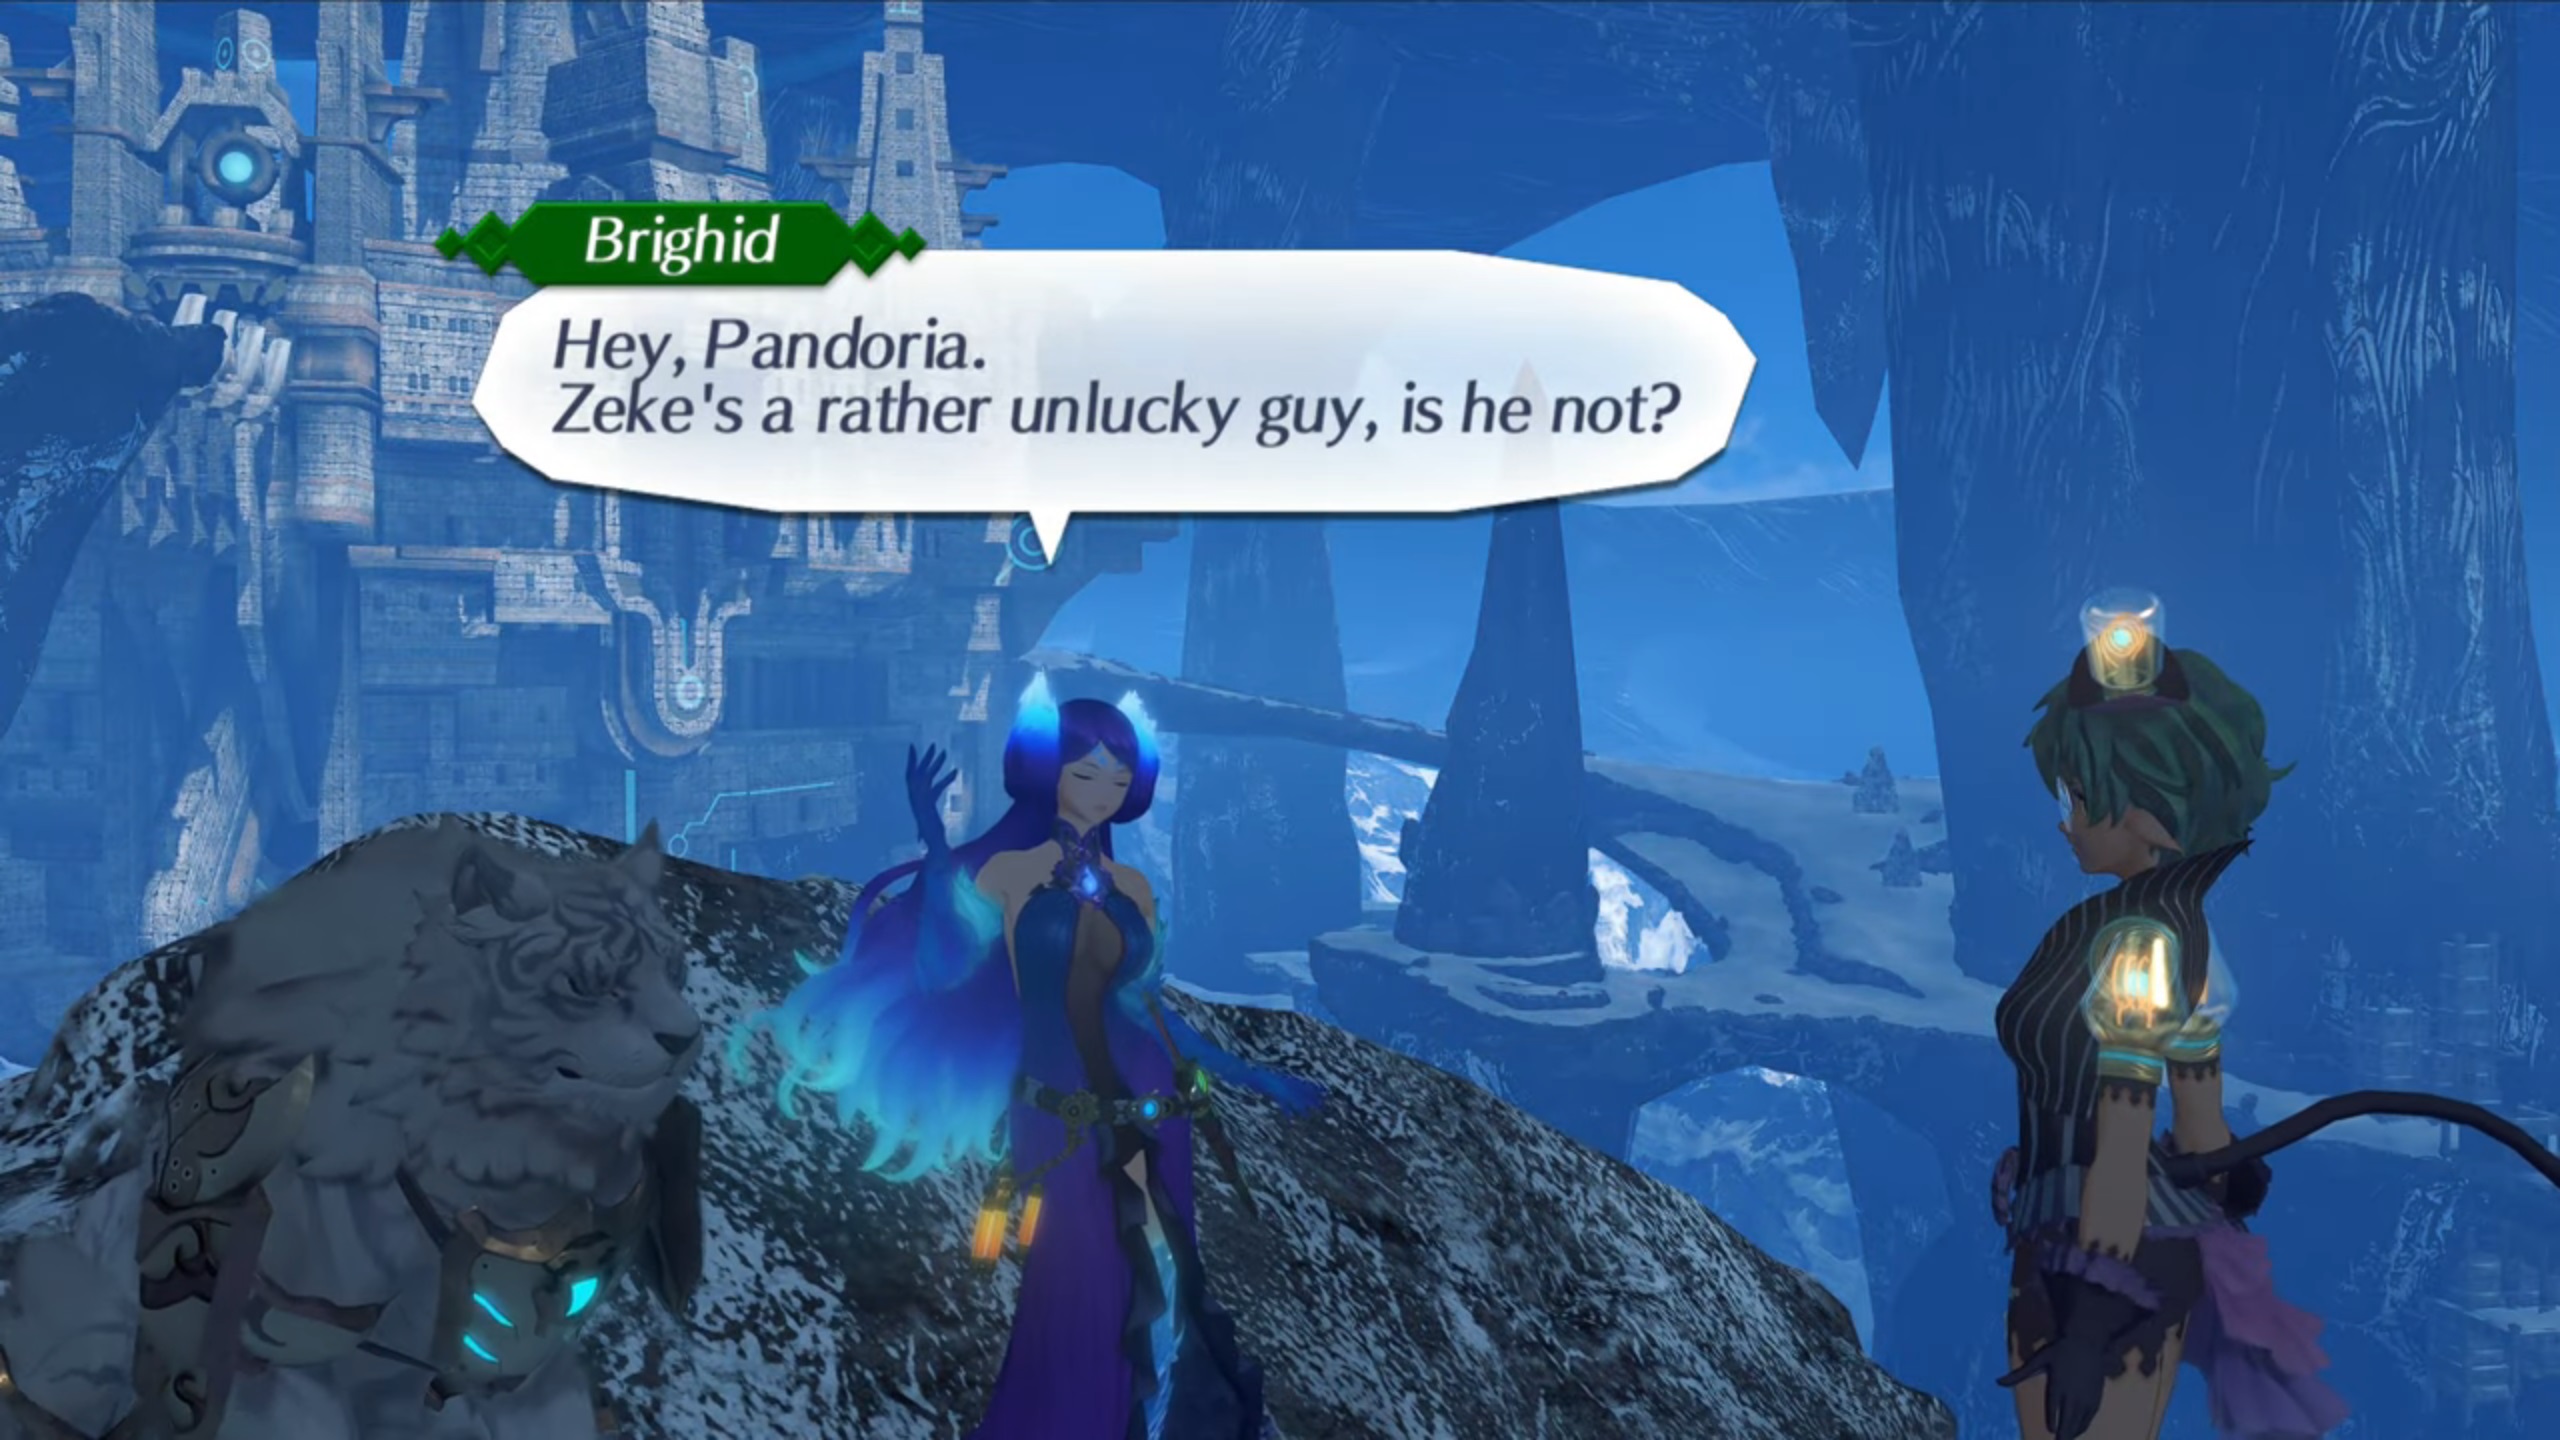 Brighid
Hey, Pandoria.
Zeke's a rather unlucky guy, is he not?